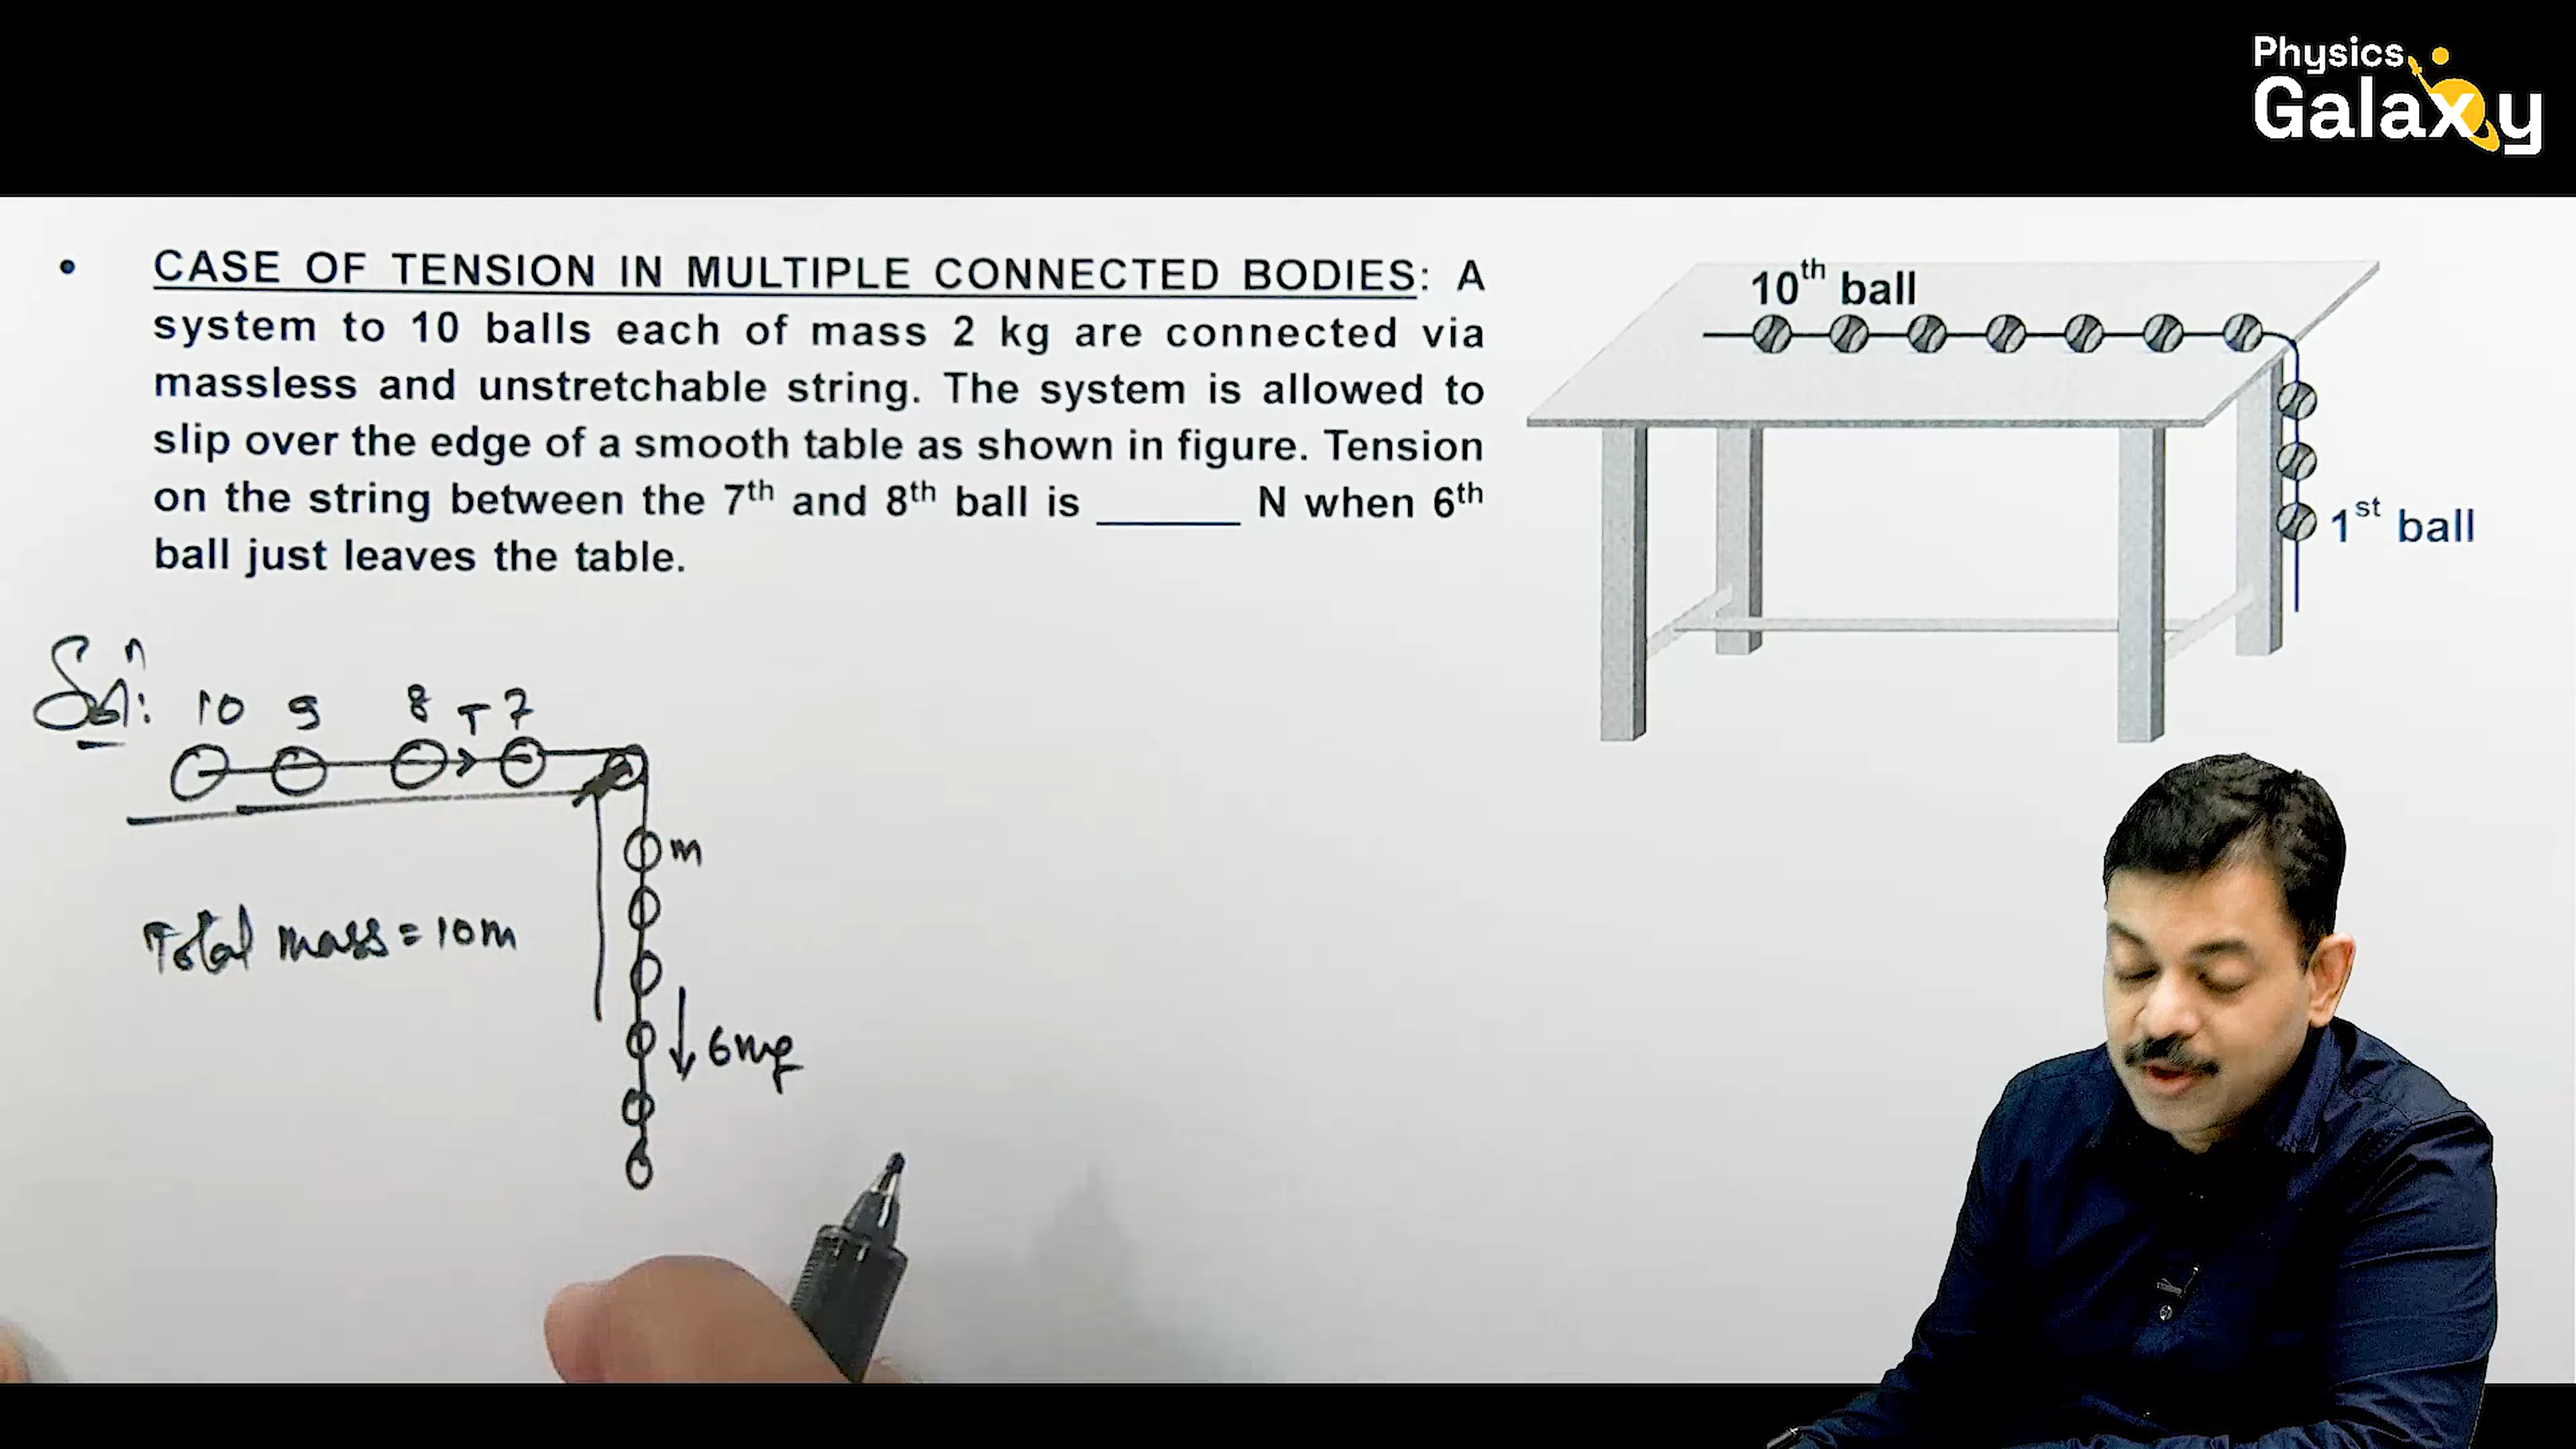 Physics
Galaxy
• CASE OF TENSION IN MULTIPLE CONNECTED BODIES: A
system to 10 balls each of mass 2 kg are connected via
massless and unstretchable string. The system is allowed to
slip over the edge of a smooth table as shown in figure. Tension
on the string between the 7th and 8th ball is ______ N when 6th
ball just leaves the table.
10th ball
1st ball
Soln:
10 9 8 T 7
m
Total mass = 10m
6mg